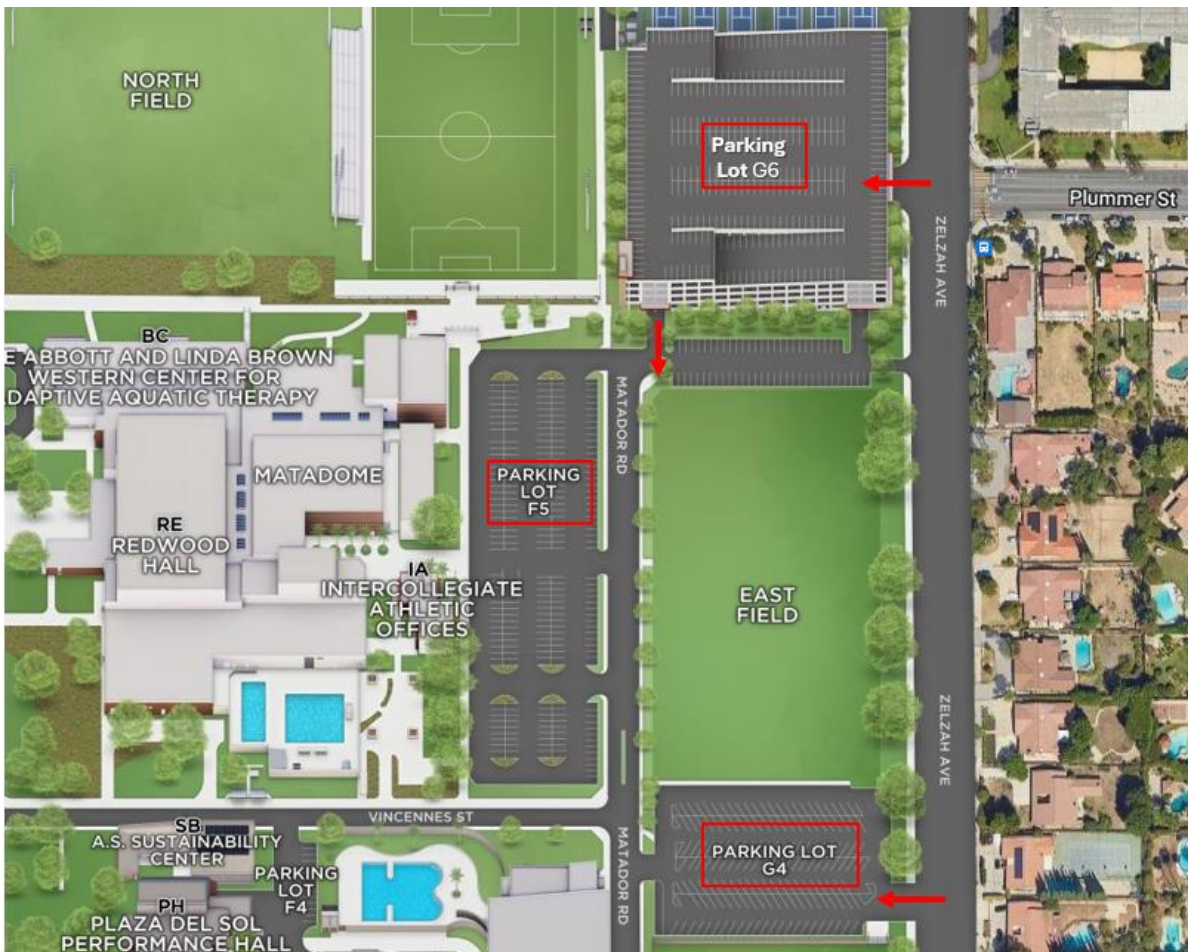 NORTH
FIELD
Parking
Lot G6
Plummer St
ZELZAH AVE
BC
E ABBOTT AND LINDA BROWN
WESTERN CENTER FOR
DAPTIVE AQUATIC THERAPY
MATADOR RD
MATADOME
PARKING
LOT
F5
RE
REDWOOD
HALL
IA
INTERCOLLEGIATE
ATHLETIC
OFFICES
EAST
FIELD
ZELZAH AVE
VINCENNES ST
SB
A.S. SUSTAINABILITY
CENTER
PARKING
LOT
F4
MATADOR RD
PARKING LOT
G4
PH
PLAZA DEL SOL
PERFORMANCE HALL